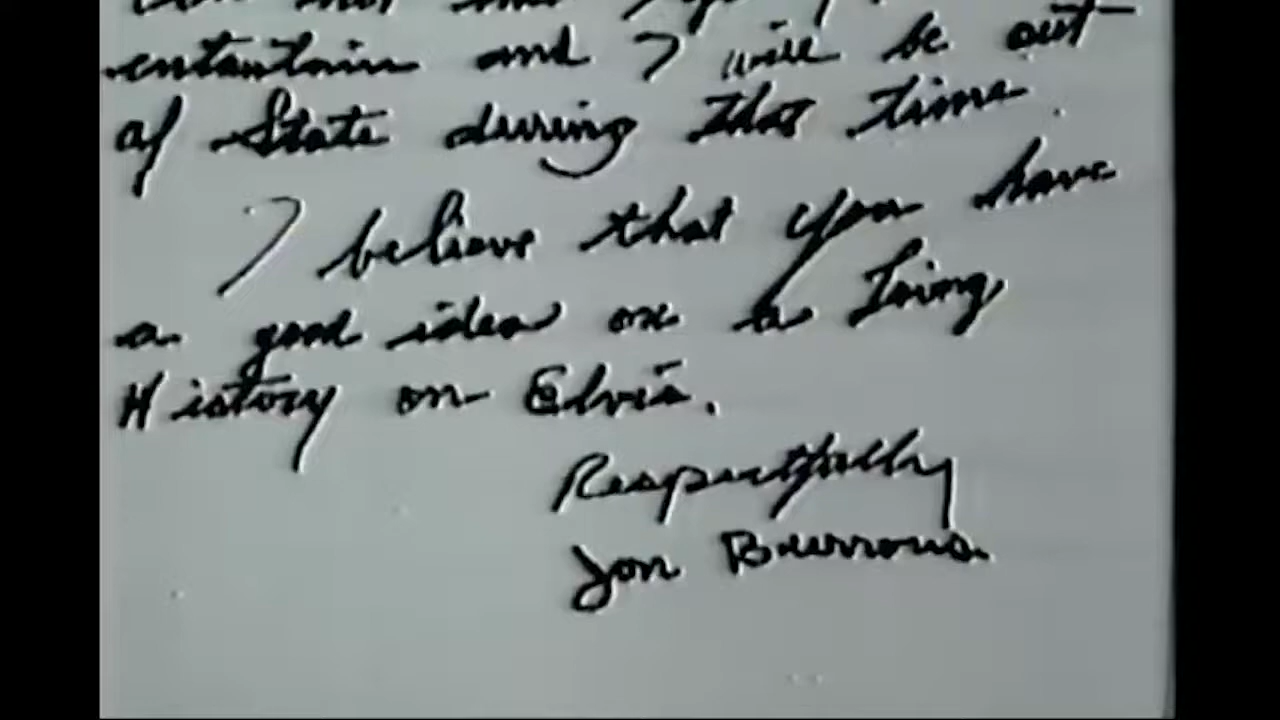 entantain and I will be out
of State during that time.
I believe that you have
a good idea on a Living
History on Elvis.
Respectfully
Jon Burrows